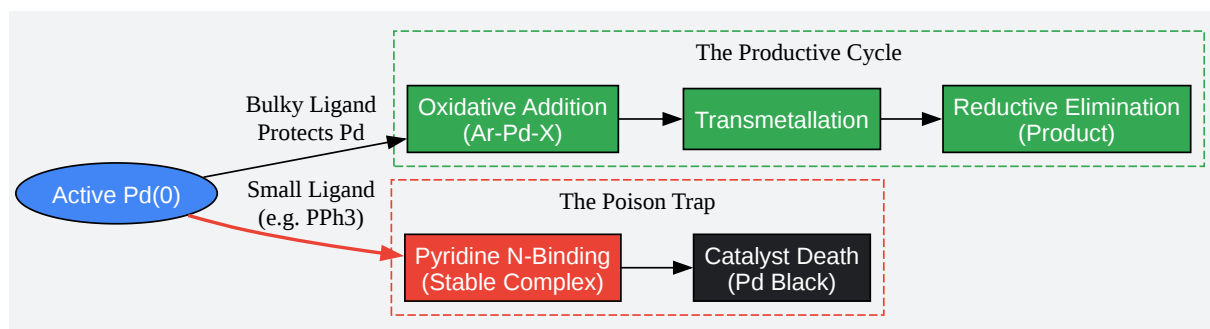 The Productive Cycle
Bulky Ligand
Protects Pd
Oxidative Addition
(Ar-Pd-X)
Transmetallation
Reductive Elimination
(Product)
Active Pd(0)
Small Ligand
(e.g. PPh3)
The Poison Trap
Pyridine N-Binding
(Stable Complex)
Catalyst Death
(Pd Black)